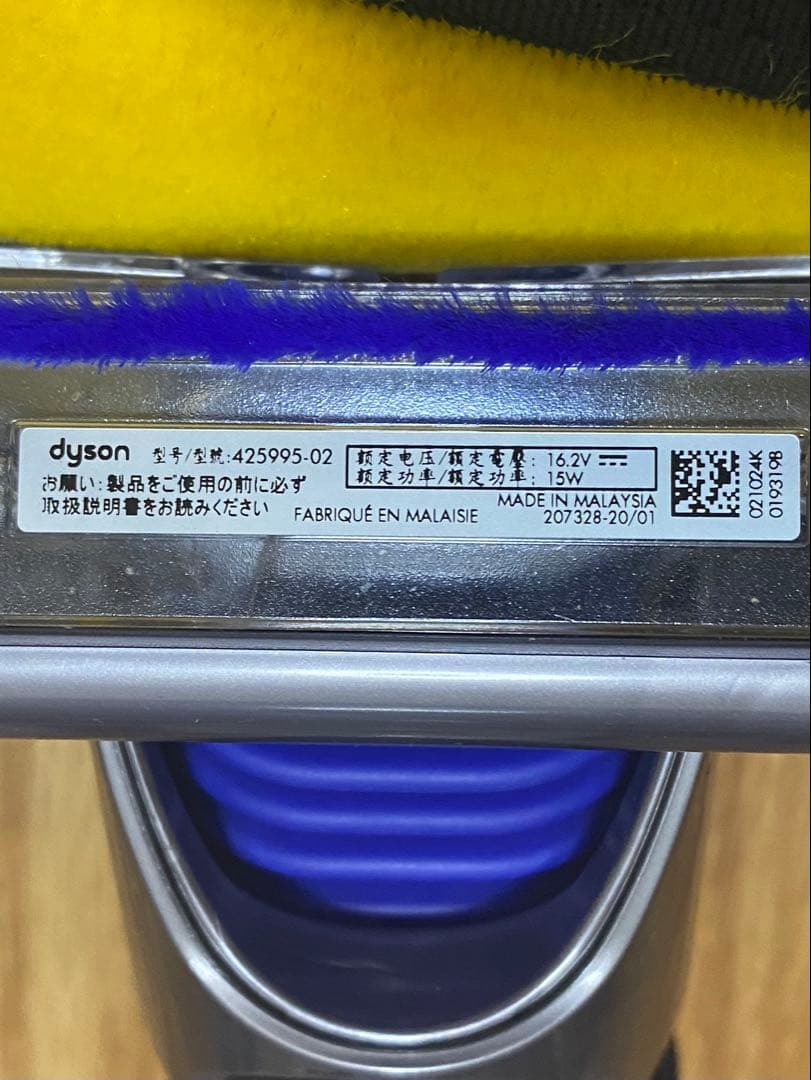 dyson 型号/型號:425995-02
お願い:製品をご使用の前に必ず
取扱説明書をお読みください
FABRIQUÉ EN MALAISIE
额定电压/額定電壓: 16.2V
额定功率/額定功率: 15W
MADE IN MALAYSIA
207328-20/01
021024K
0193198